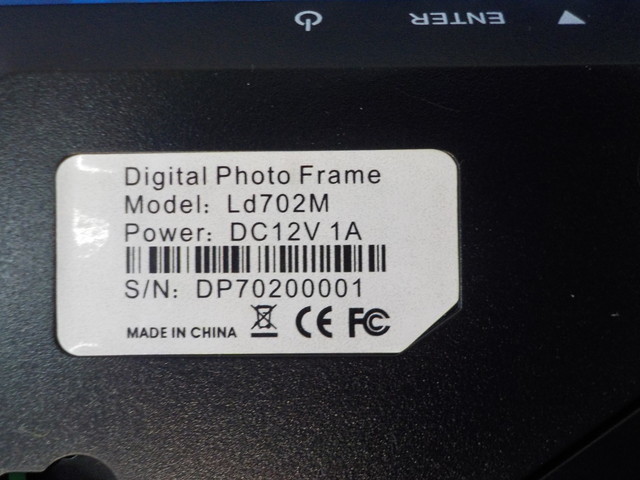 ENTER
Digital Photo Frame
Model: Ld702M
Power: DC12V 1A
S/N: DP70200001
MADE IN CHINA CE FC